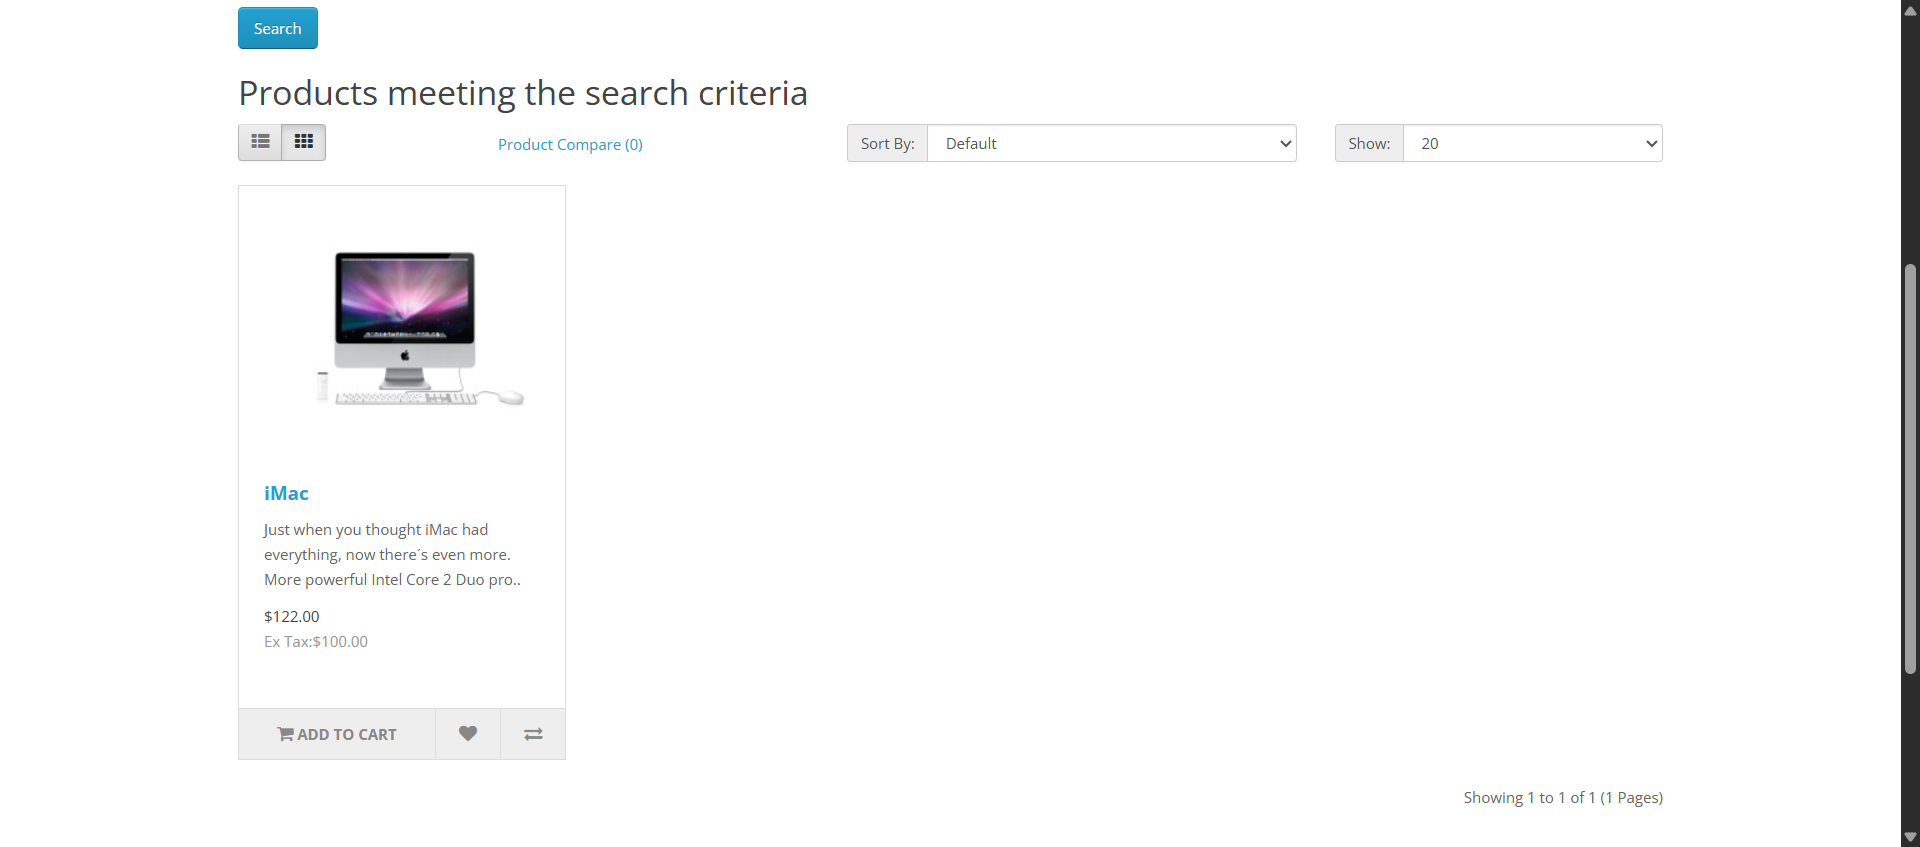 Search
Products meeting the search criteria
Product Compare (0)
Sort By: Default
Show: 20
iMac
Just when you thought iMac had
everything, now there´s even more.
More powerful Intel Core 2 Duo pro..
$122.00
Ex Tax:$100.00
ADD TO CART
Showing 1 to 1 of 1 (1 Pages)